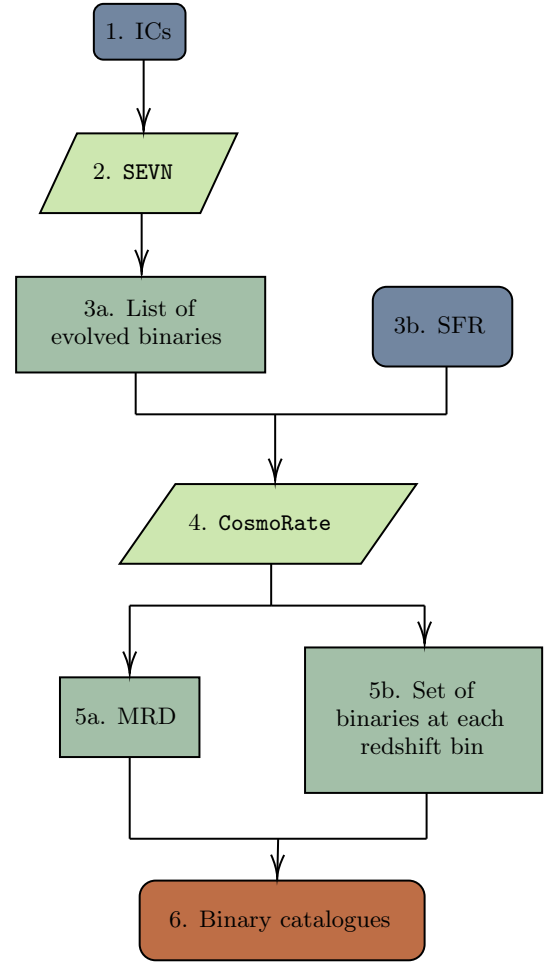 1. ICs
2. SEVN
3a. List of
evolved binaries
3b. SFR
4. CosmoRate
5a. MRD
5b. Set of
binaries at each
redshift bin
6. Binary catalogues